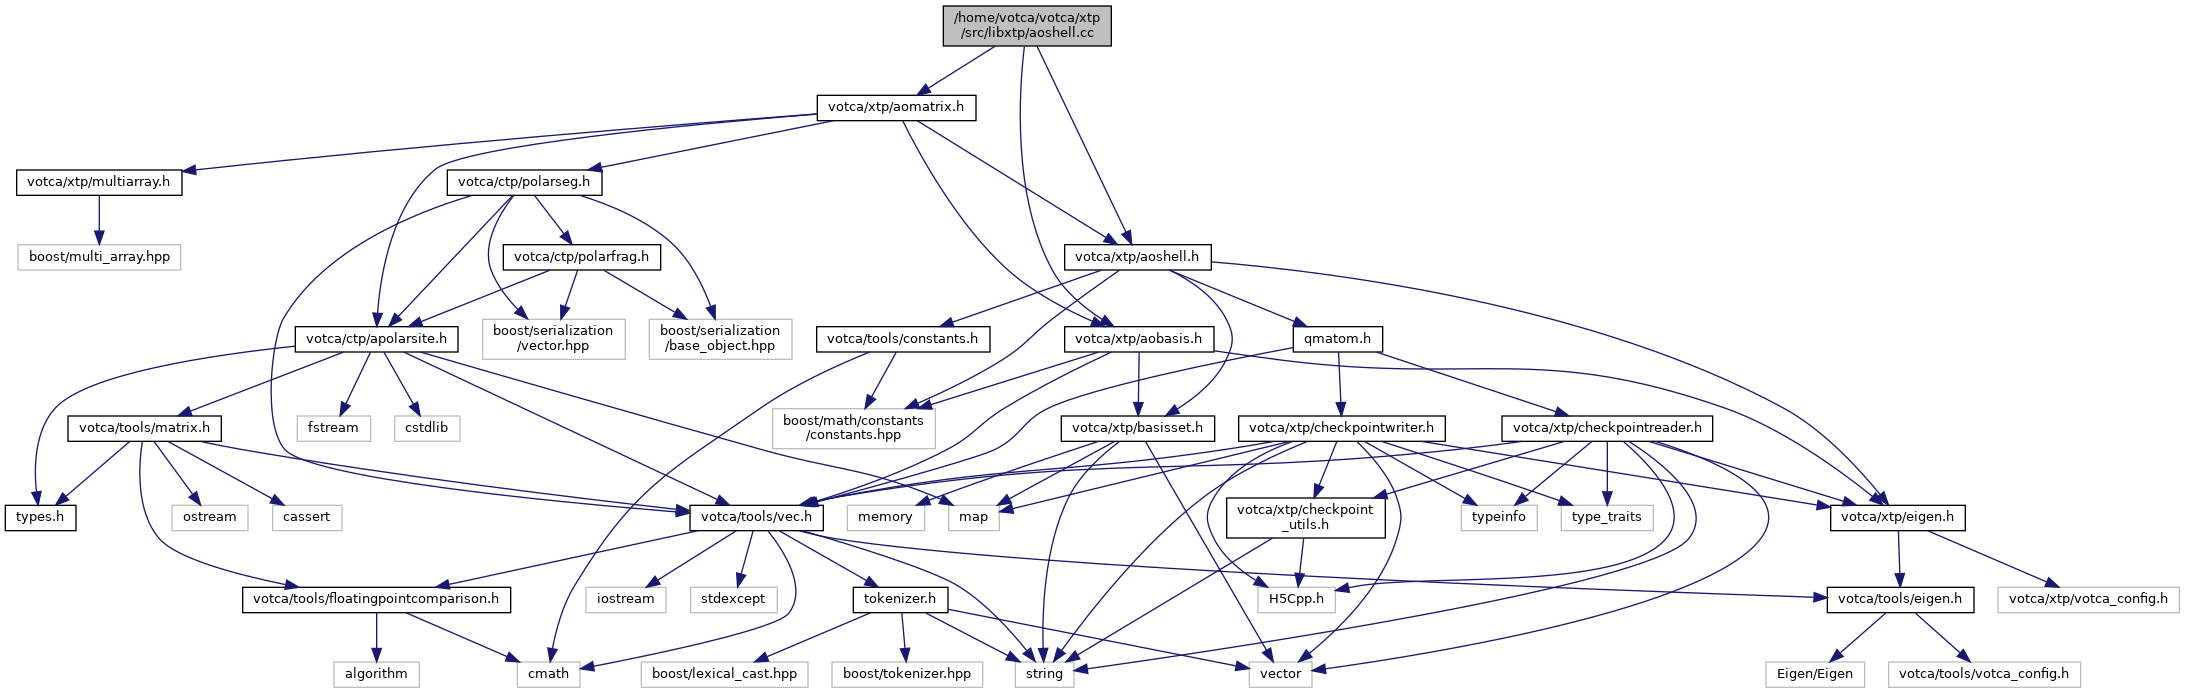 /home/votca/votca/xtp
/src/libxtp/aoshell.cc
votca/xtp/aomatrix.h
votca/xtp/multiarray.h
votca/ctp/polarseg.h
boost/multi_array.hpp
votca/ctp/polarfrag.h
votca/xtp/aoshell.h
votca/ctp/apolarsite.h
boost/serialization
/vector.hpp
boost/serialization
/base_object.hpp
votca/tools/constants.h
votca/xtp/aobasis.h
qmatom.h
votca/tools/matrix.h
fstream
cstdlib
boost/math/constants
/constants.hpp
votca/xtp/basisset.h
votca/xtp/checkpointwriter.h
votca/xtp/checkpointreader.h
types.h
ostream
cassert
votca/tools/vec.h
memory
map
votca/xtp/checkpoint
_utils.h
typeinfo
type_traits
votca/xtp/eigen.h
votca/tools/floatingpointcomparison.h
iostream
stdexcept
tokenizer.h
H5Cpp.h
votca/tools/eigen.h
votca/xtp/votca_config.h
algorithm
cmath
boost/lexical_cast.hpp
boost/tokenizer.hpp
string
vector
Eigen/Eigen
votca/tools/votca_config.h